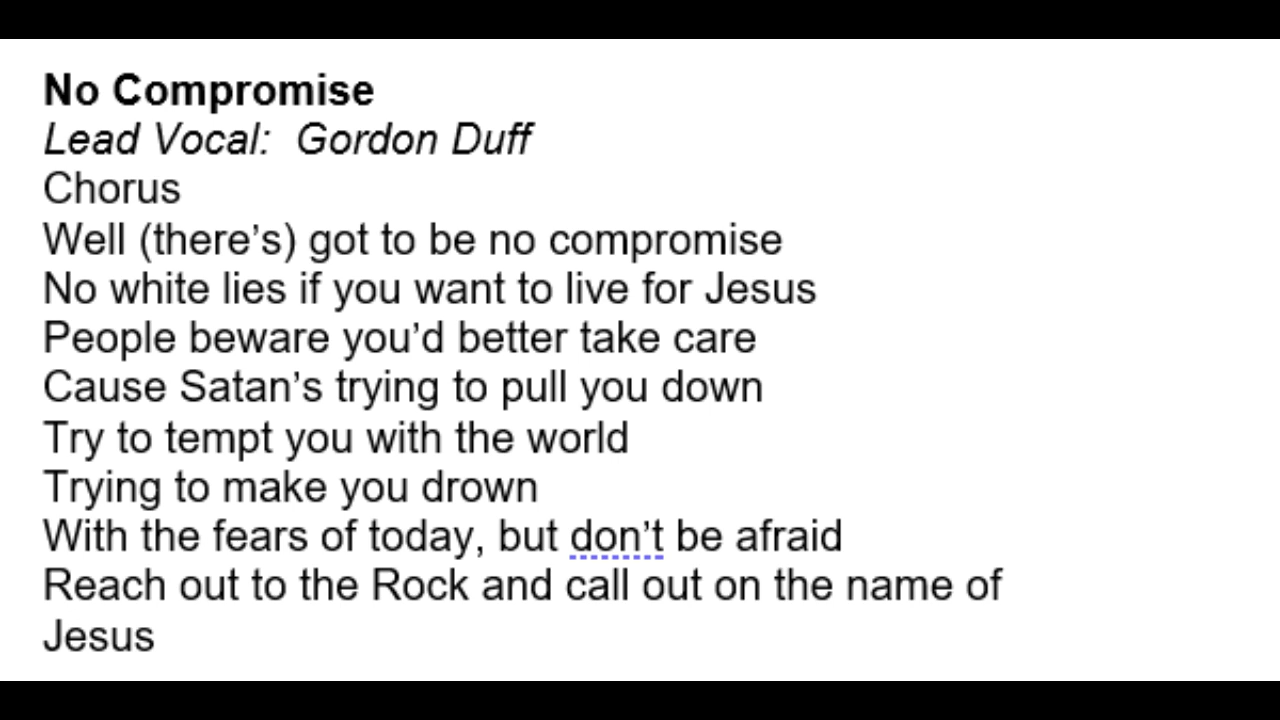 No Compromise
Lead Vocal:  Gordon Duff
Chorus
Well (there’s) got to be no compromise
No white lies if you want to live for Jesus
People beware you’d better take care
Cause Satan’s trying to pull you down
Try to tempt you with the world
Trying to make you drown
With the fears of today, but don’t be afraid
Reach out to the Rock and call out on the name of
Jesus